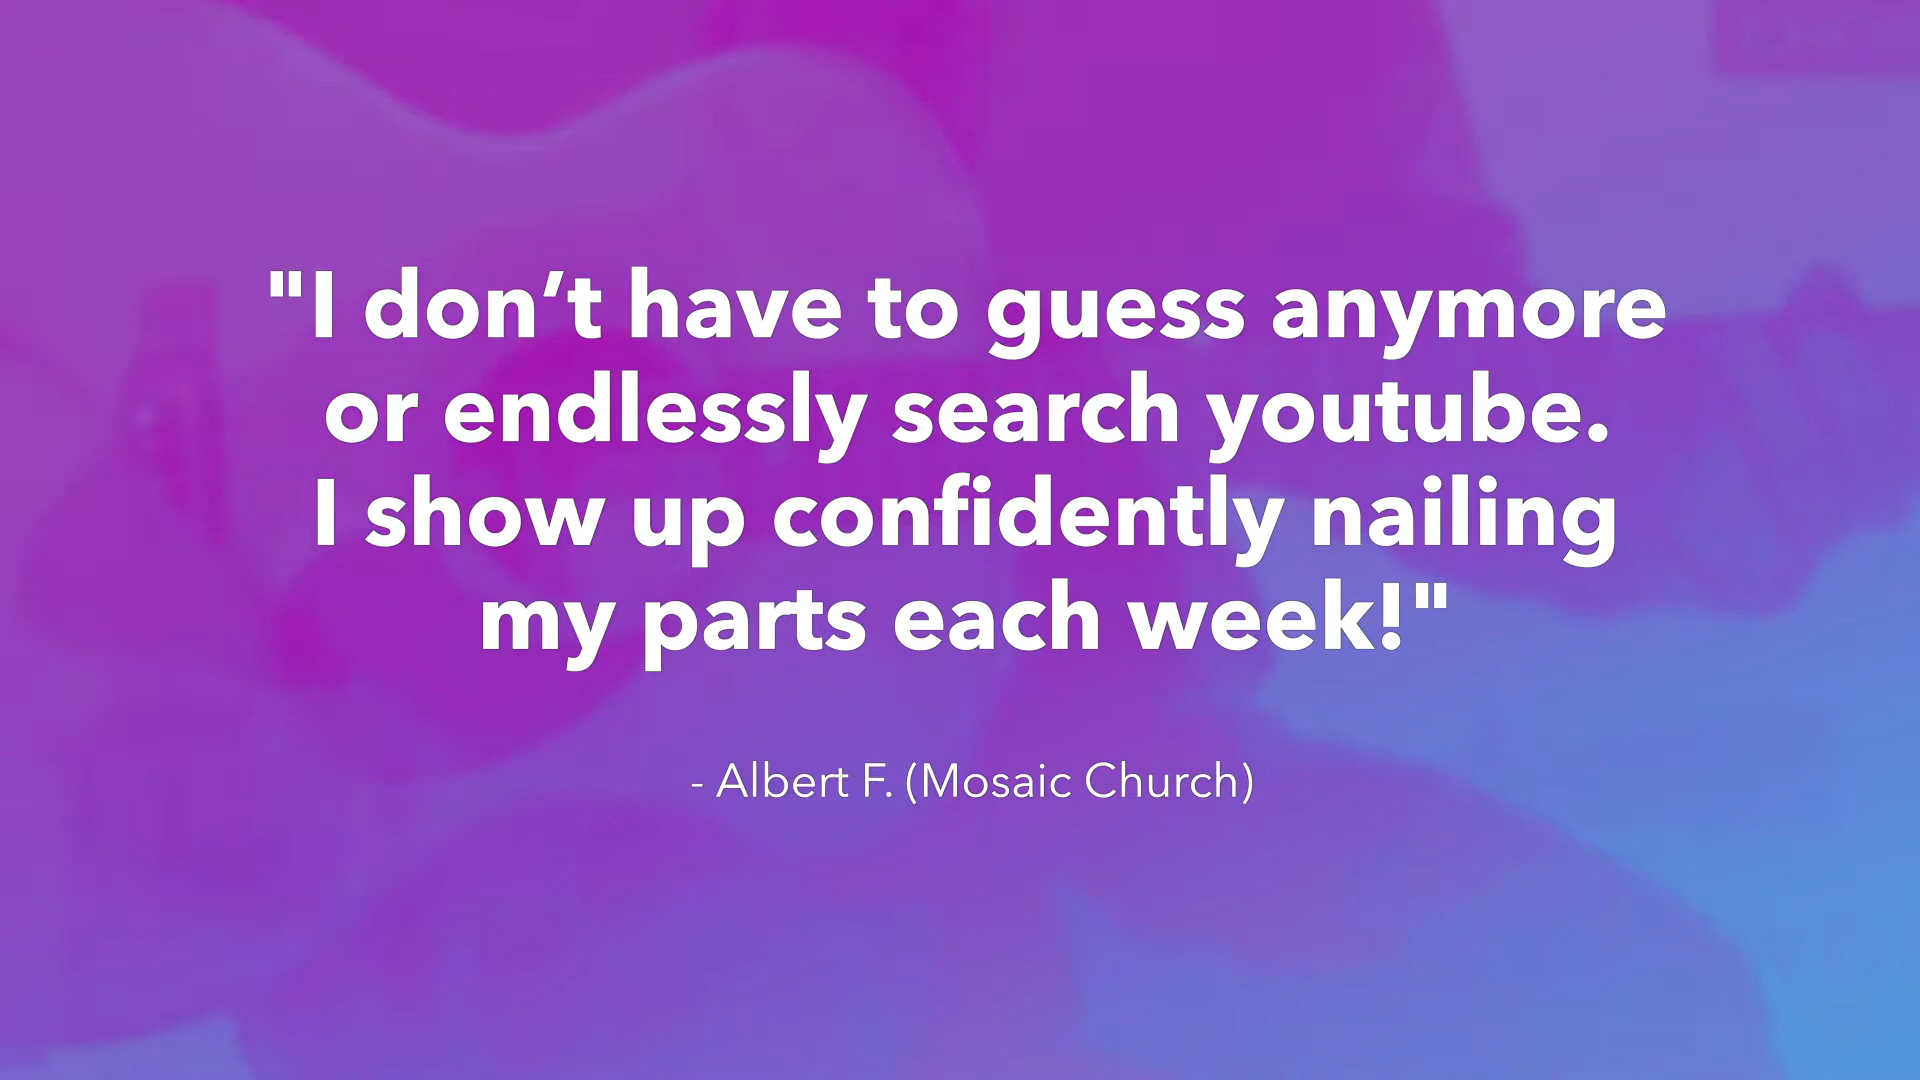 "I don’t have to guess anymore
or endlessly search youtube.
I show up confidently nailing
my parts each week!"
- Albert F. (Mosaic Church)